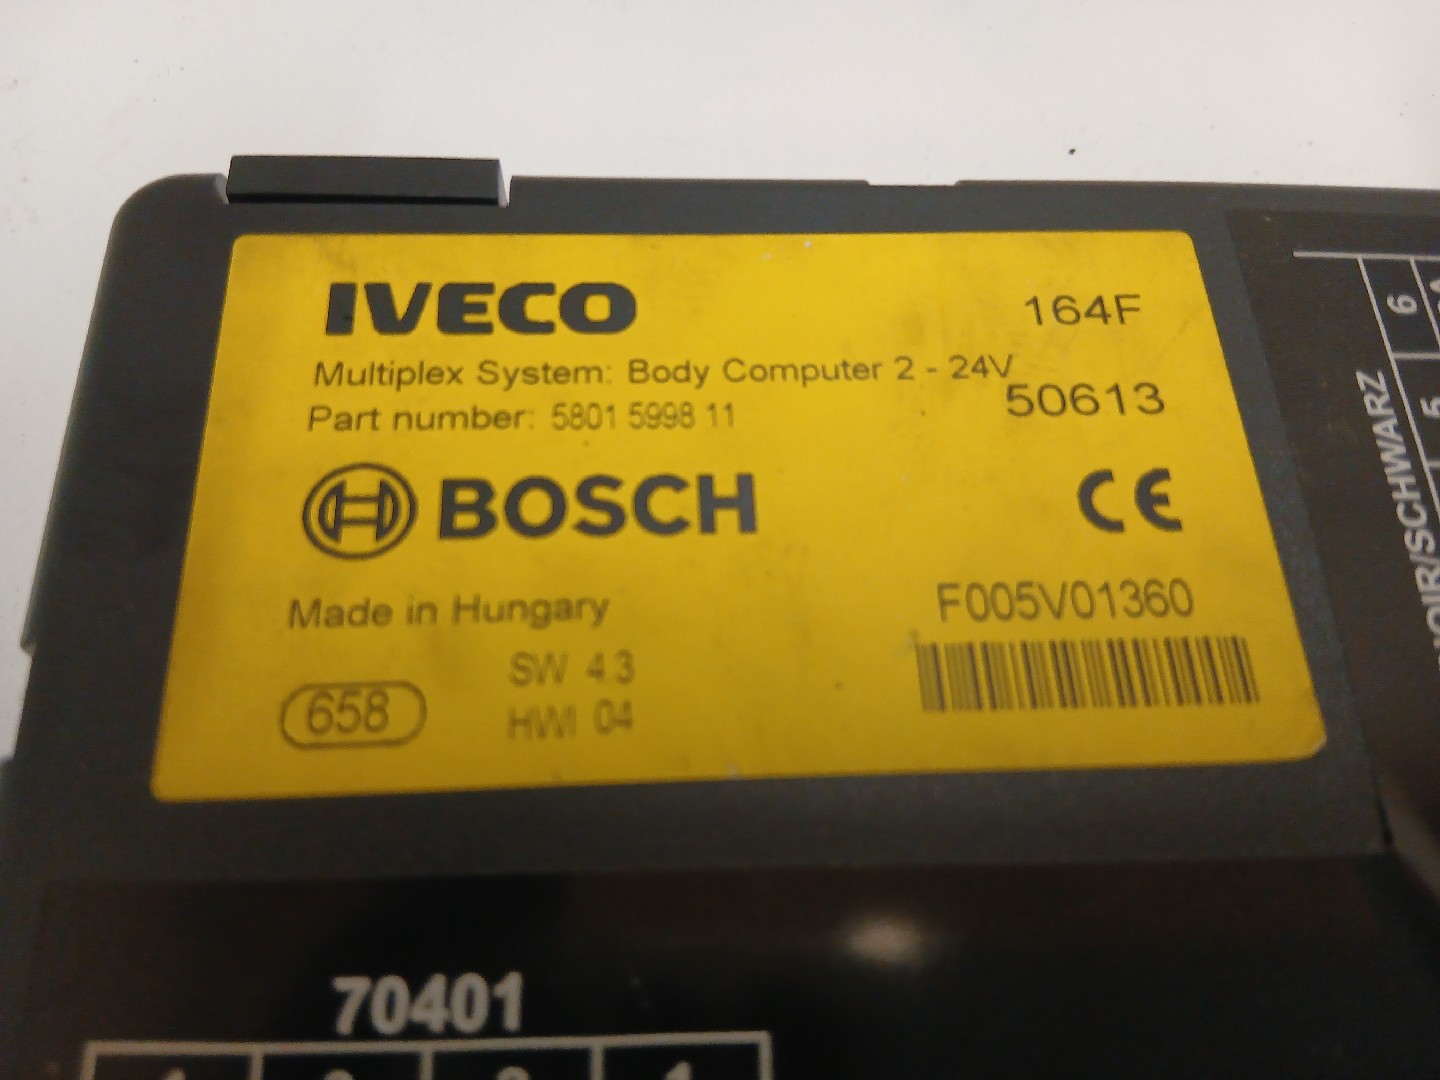 IVECO
164F
Multiplex System: Body Computer 2 - 24V
50613
Part number: 5801 5998 11
BOSCH
CE
Made in Hungary
F005V01360
SW 4.3
658
HWI 04
70401
6
5
NOIR/SCHWARZ